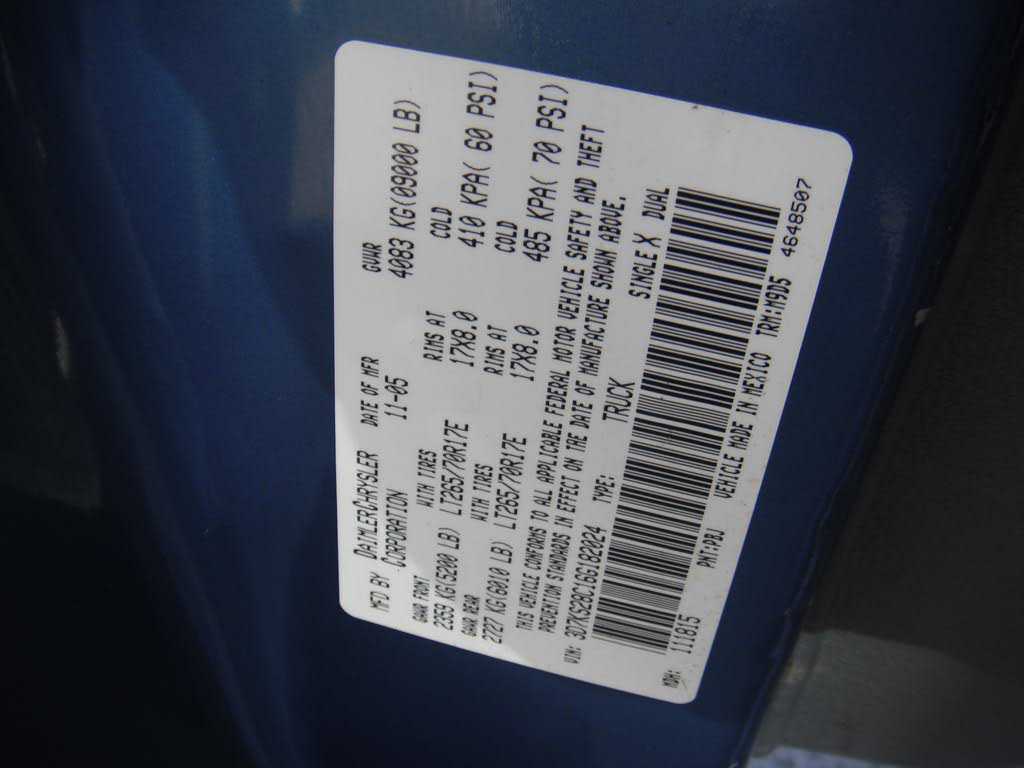 MFD BY DAIMLERCHRYSLER DATE OF MFR GVWR
CORPORATION 11-05 4083 KG(09000 LB)
GAWR FRONT WITH TIRES RIMS AT COLD
2359 KG(5200 LB) LT265/70R17E 17X8.0 410 KPA( 60 PSI)
GAWR REAR WITH TIRES RIMS AT COLD
2727 KG(6010 LB) LT265/70R17E 17X8.0 485 KPA( 70 PSI)
THIS VEHICLE CONFORMS TO ALL APPLICABLE FEDERAL MOTOR VEHICLE SAFETY AND THEFT
PREVENTION STANDARDS IN EFFECT ON THE DATE OF MANUFACTURE SHOWN ABOVE.
VIN: 3D7KS28C16G182824 TYPE: TRUCK SINGLE X DUAL
MDH: 111815 PNT:PBJ VEHICLE MADE IN MEXICO TRM:M9J5 4648507